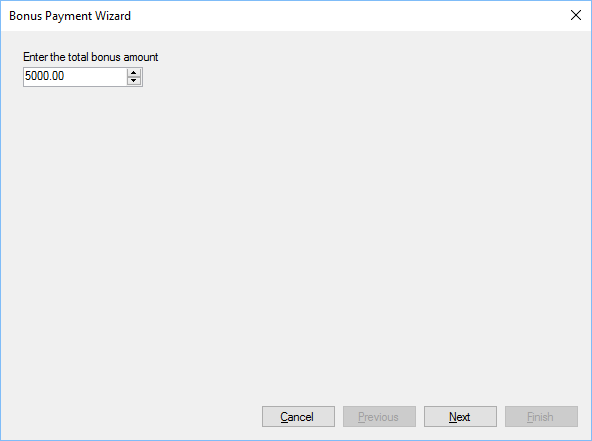 Bonus Payment Wizard
Enter the total bonus amount
5000.00
Cancel Previous Next Finish